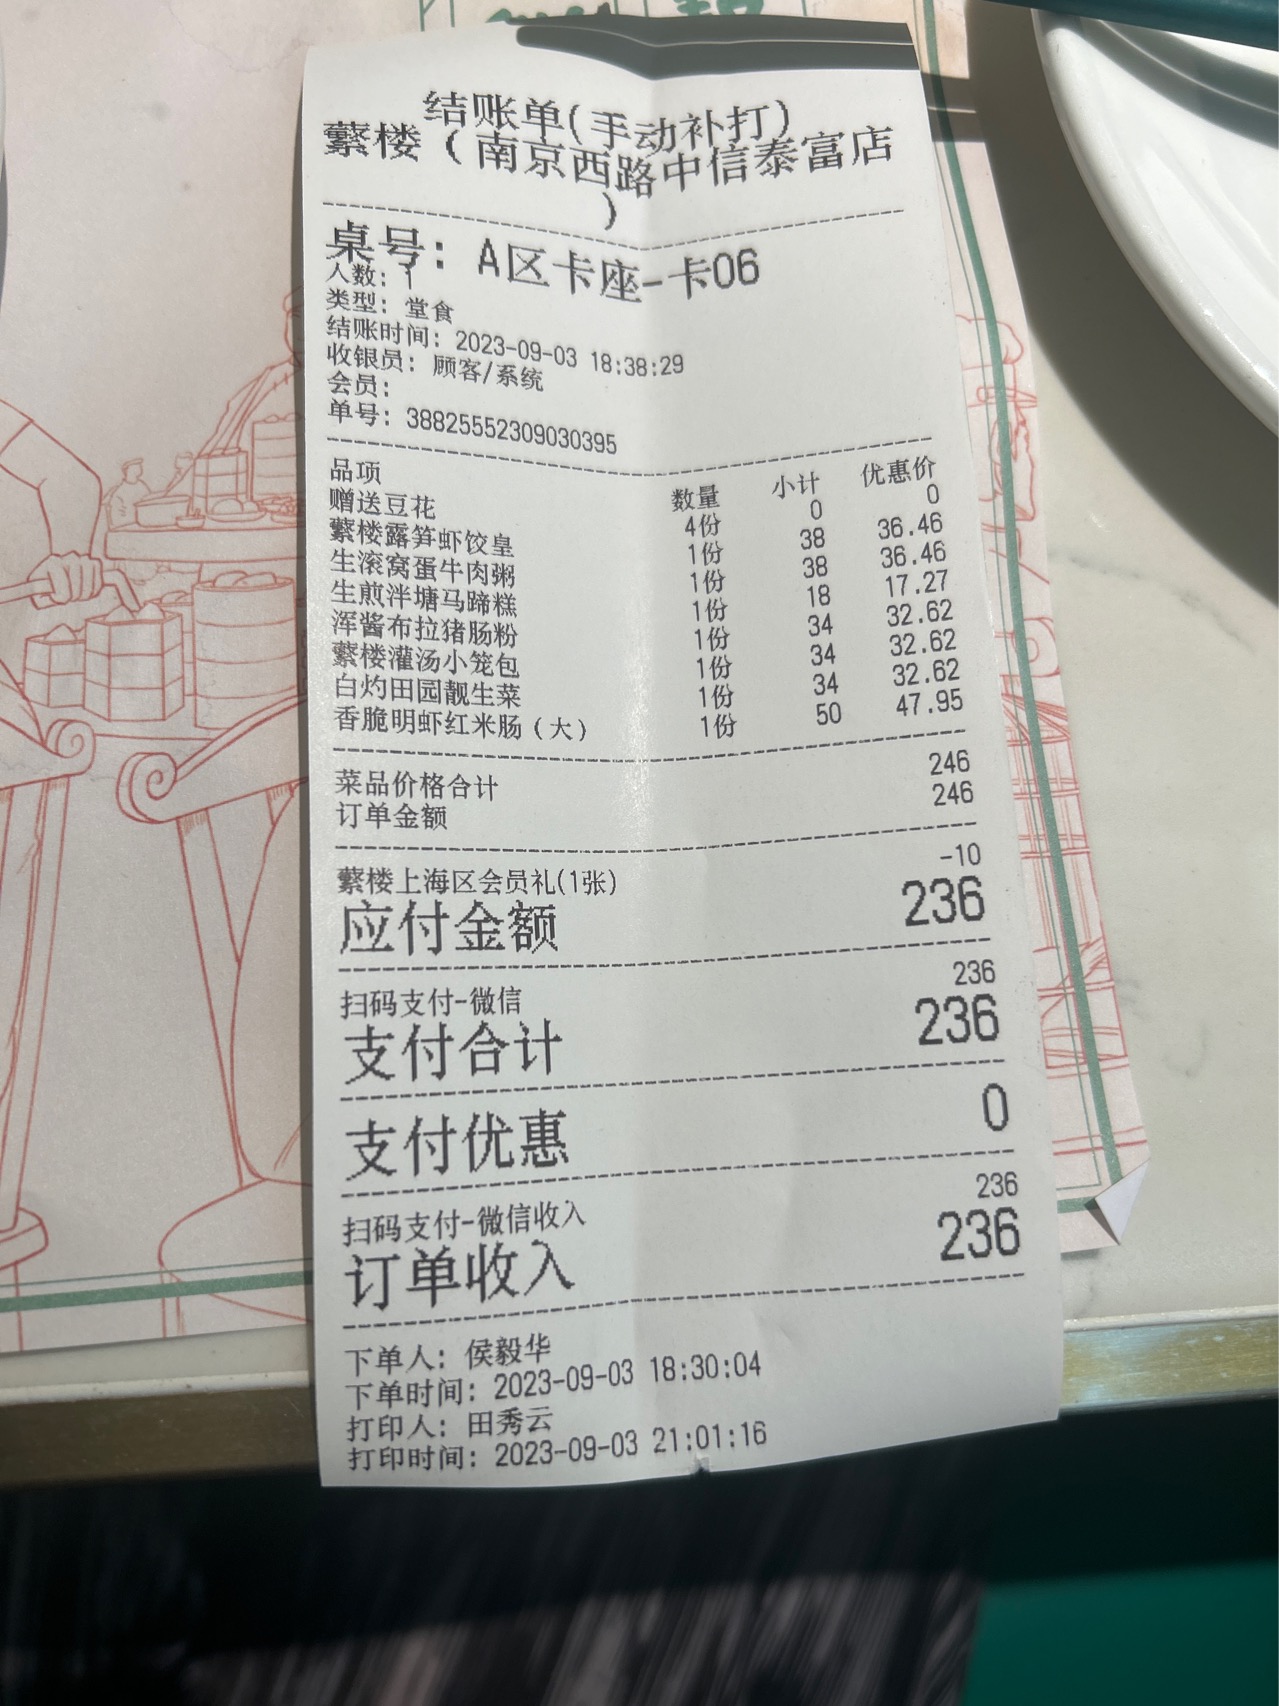 结账单(手动补打)
蘩楼（南京西路中信泰富店
）
桌号：A区卡座-卡06
人数：1
类型：堂食
结账时间：2023-09-03 18:38:29
收银员：顾客/系统
会员：
单号：38825552309030395
品项 数量 小计 优惠价
赠送豆花 4份 0 0
蘩楼露笋虾饺皇 1份 38 36.46
生滚窝蛋牛肉粥 1份 38 36.46
生煎泮塘马蹄糕 1份 18 17.27
浑酱布拉猪肠粉 1份 34 32.62
蘩楼灌汤小笼包 1份 34 32.62
白灼田园靓生菜 1份 34 32.62
香脆明虾红米肠（大） 1份 50 47.95
菜品价格合计 246
订单金额 246
蘩楼上海区会员礼(1张) -10
应付金额 236
扫码支付-微信 236
支付合计 236
支付优惠 0
扫码支付-微信收入 236
订单收入 236
下单人：侯毅华
下单时间：2023-09-03 18:30:04
打印人：田秀云
打印时间：2023-09-03 21:01:16